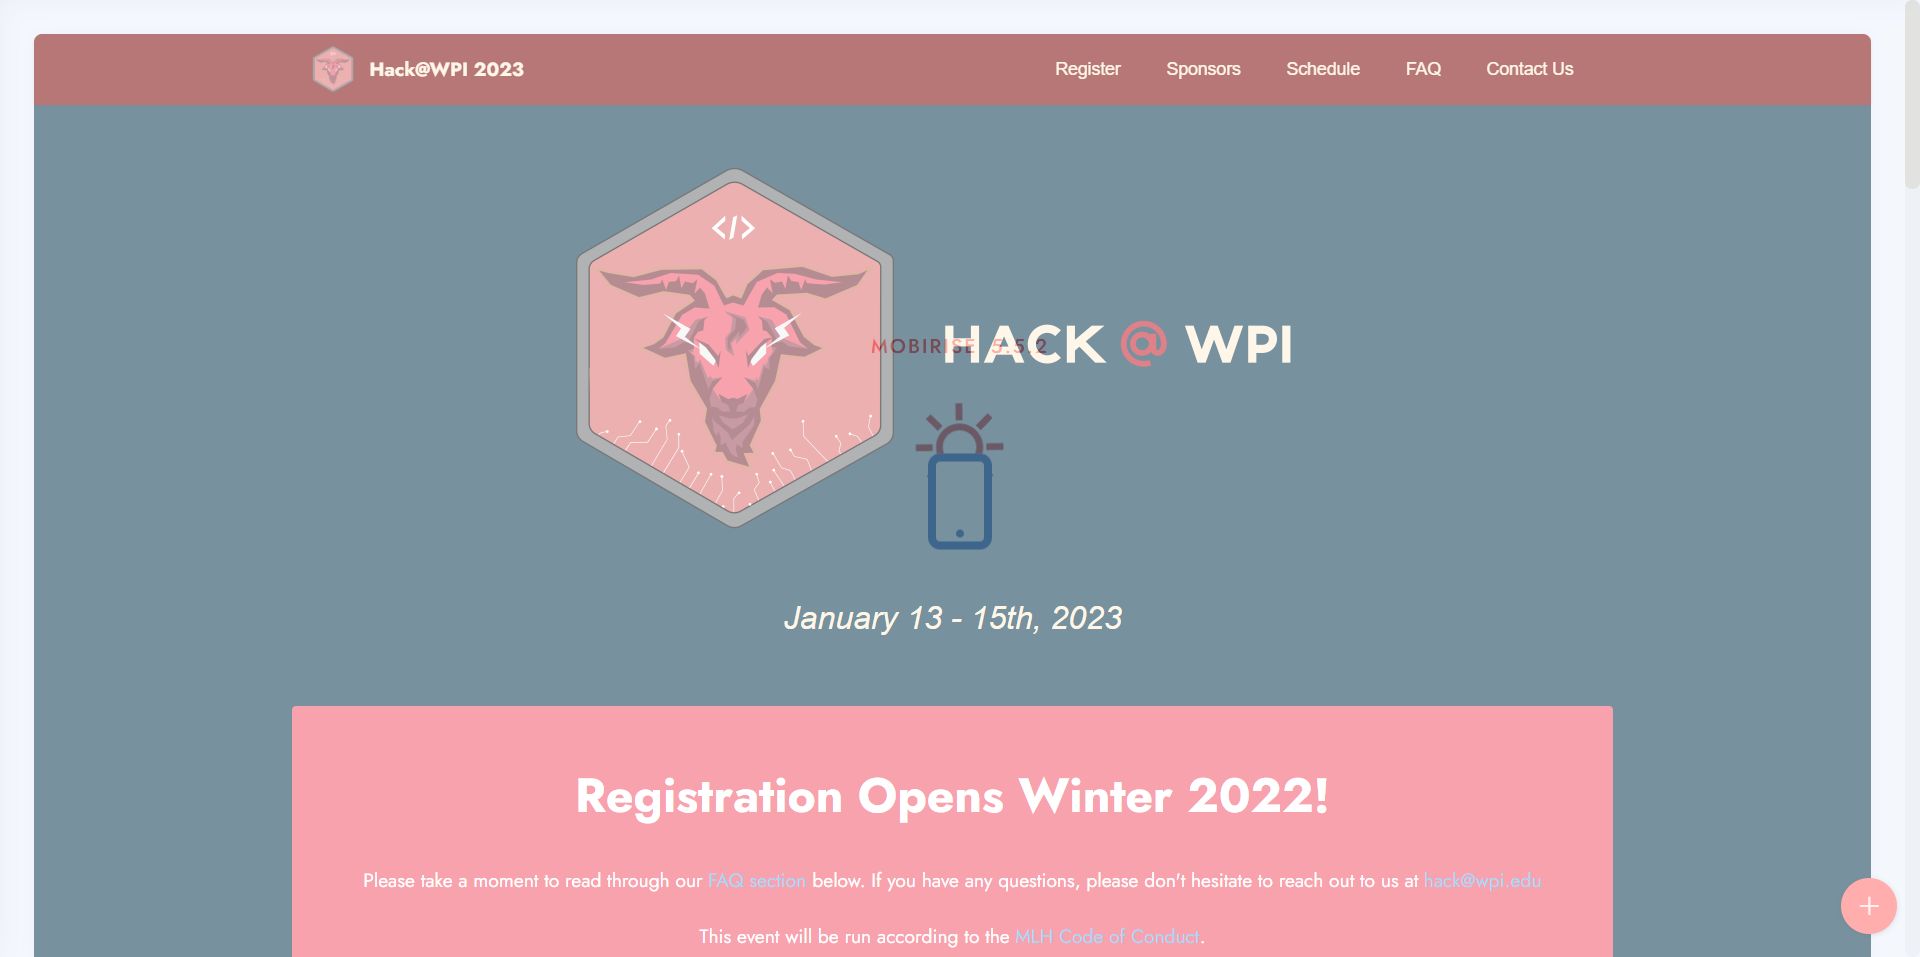 Hack@WPI 2023
Register Sponsors Schedule FAQ Contact Us
</>
HACK @ WPI
MOBIRISE 5.5.2
January 13 - 15th, 2023
Registration Opens Winter 2022!
Please take a moment to read through our FAQ section below. If you have any questions, please don't hesitate to reach out to us at hack@wpi.edu
This event will be run according to the MLH Code of Conduct.